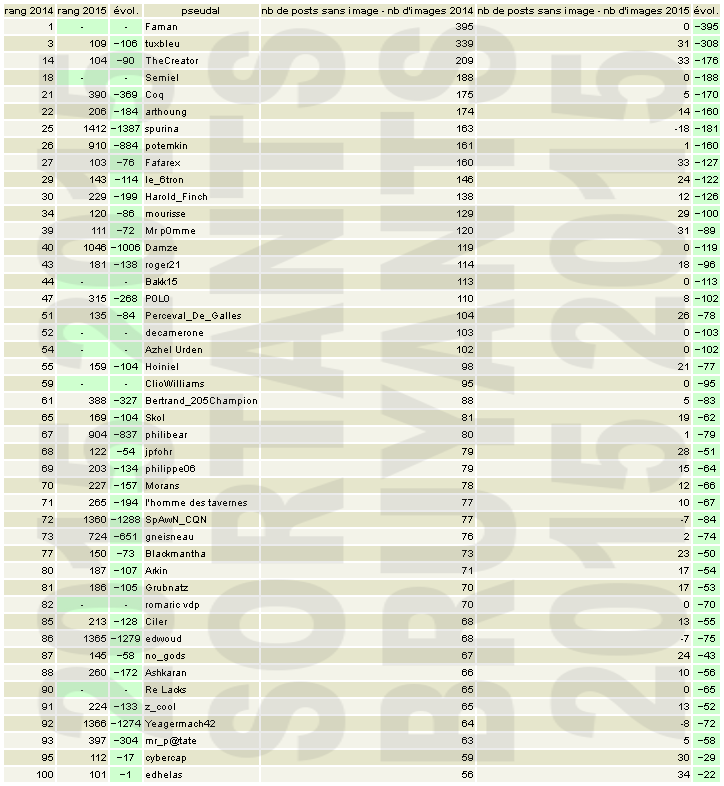 rang 2014 rang 2015 évol. pseudal nb de posts sans image - nb d'images 2014 nb de posts sans image - nb d'images 2015 évol.
1 - - Faman 395 0 -395
3 109 -106 tuxbleu 339 31 -308
14 104 -90 TheCreator 209 33 -176
18 - - Semiel 188 0 -188
21 390 -369 Coq 175 5 -170
22 206 -184 arthoung 174 14 -160
25 1412 -1387 spurina 163 -18 -181
26 910 -884 potemkin 161 1 -160
27 103 -76 Fafarex 160 33 -127
29 143 -114 le_6tron 146 24 -122
30 229 -199 Harold_Finch 138 12 -126
34 120 -86 mourisse 129 29 -100
39 111 -72 Mr p0mme 120 31 -89
40 1046 -1006 Damze 119 0 -119
43 181 -138 roger21 114 18 -96
44 - - Bakk15 113 0 -113
47 315 -268 POLO 110 8 -102
51 135 -84 Perceval_De_Galles 104 26 -78
52 - - decamerone 103 0 -103
54 - - Azhel Urden 102 0 -102
55 159 -104 Hoiniel 98 21 -77
59 - - ClioWilliams 95 0 -95
61 388 -327 Bertrand_205Champion 88 5 -83
65 169 -104 Skol 81 19 -62
67 904 -837 philibear 80 1 -79
68 122 -54 jpfohr 79 28 -51
69 203 -134 philippe06 79 15 -64
70 227 -157 Morans 78 12 -66
71 265 -194 l'homme des tavernes 77 10 -67
72 1360 -1288 SpAwN_CQN 77 -7 -84
73 724 -651 gneisneau 76 2 -74
77 150 -73 Blackmantha 73 23 -50
80 187 -107 Arkin 71 17 -54
81 186 -105 Grubnatz 70 17 -53
82 - - romaric vdp 70 0 -70
85 213 -128 Ciler 68 13 -55
86 1365 -1279 edwoud 68 -7 -75
87 145 -58 no_gods 67 24 -43
88 260 -172 Ashkaran 66 10 -56
90 - - Re Lacks 65 0 -65
91 224 -133 z_cool 65 13 -52
92 1366 -1274 Yeagermach42 64 -8 -72
93 397 -304 mr_p@tate 63 5 -58
95 112 -17 cybercap 59 30 -29
100 101 -1 edhelas 56 34 -22
2015 2015
SORTANTS
BRUYANTS
2015 2015